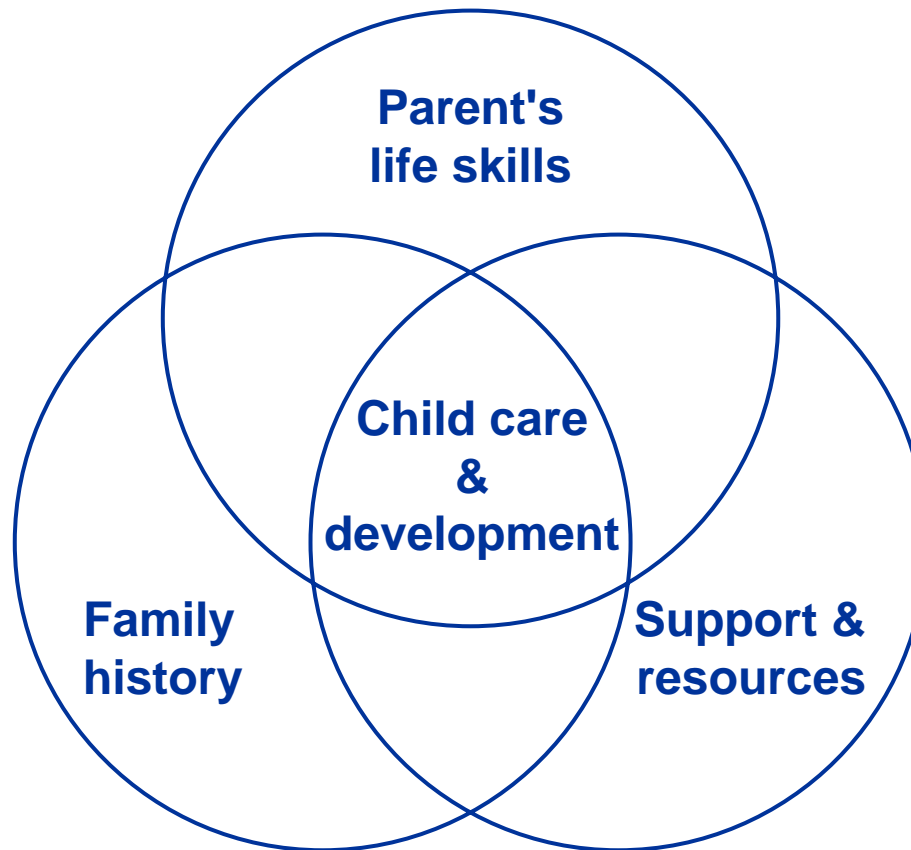 Parent's
life skills
Child care
&
development
Family
history
Support &
resources